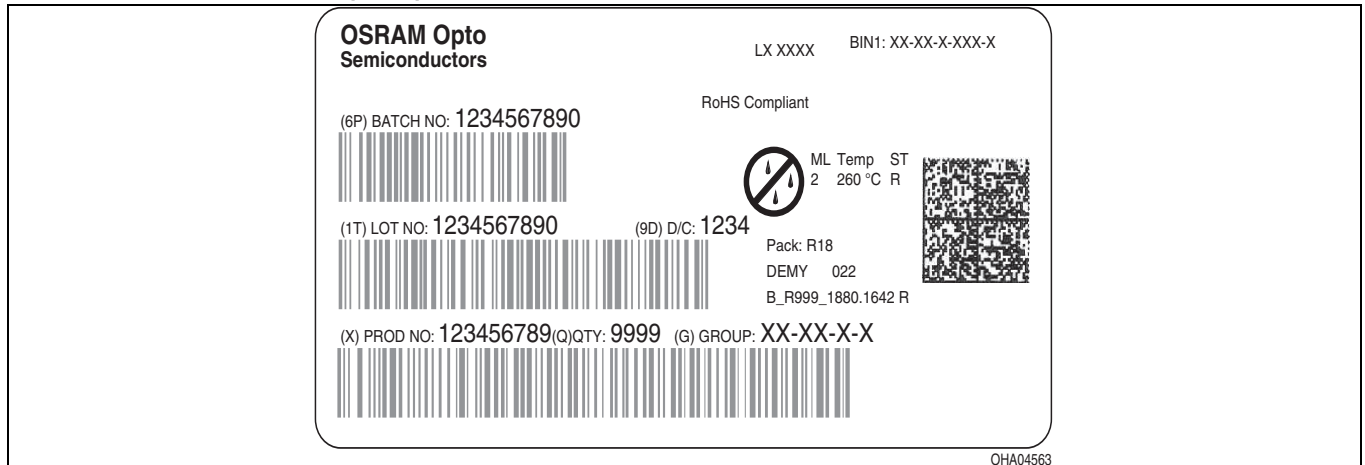 OSRAM Opto
Semiconductors
LX XXXX
BIN1: XX-XX-X-XXX-X
RoHS Compliant
(6P) BATCH NO: 1234567890
ML Temp ST
2 260 °C R
(1T) LOT NO: 1234567890 (9D) D/C: 1234
Pack: R18
DEMY 022
B_R999_1880.1642 R
(X) PROD NO: 123456789(Q)QTY: 9999 (G) GROUP: XX-XX-X-X
OHA04563